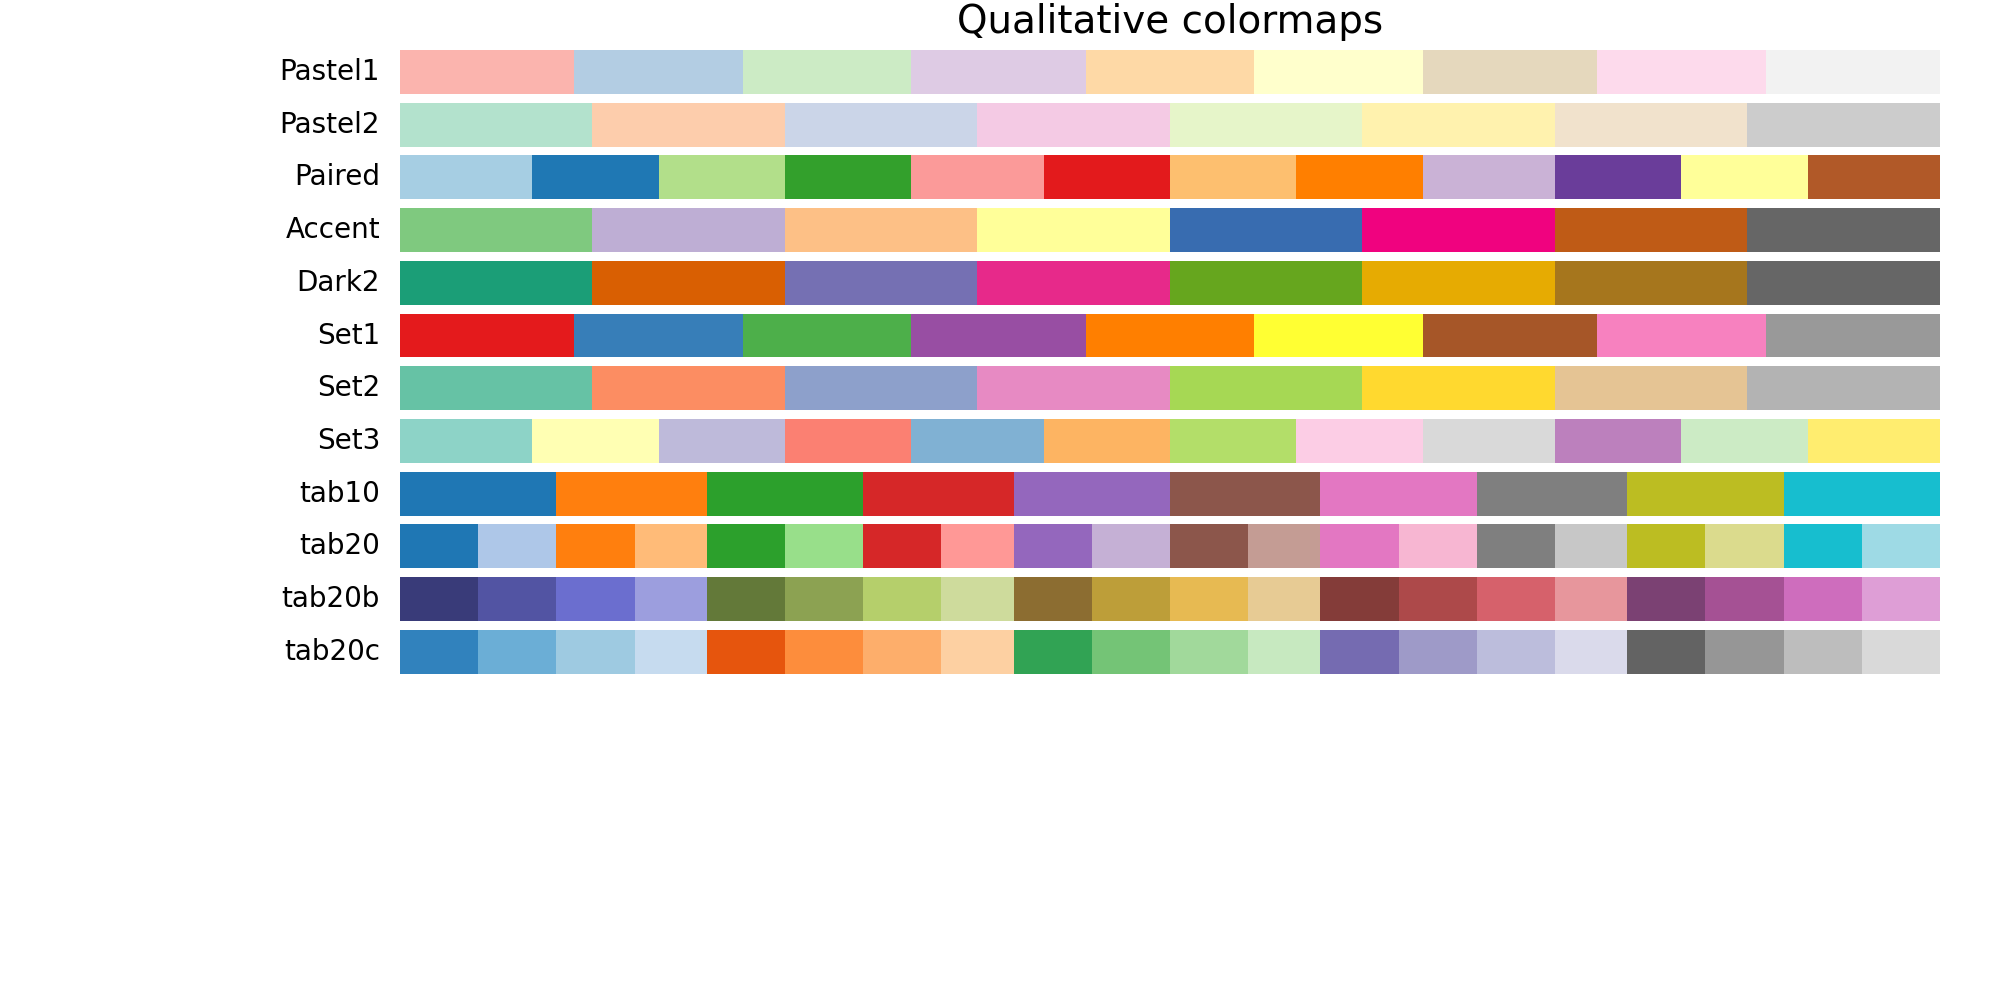 Qualitative colormaps
Pastel1
Pastel2
Paired
Accent
Dark2
Set1
Set2
Set3
tab10
tab20
tab20b
tab20c